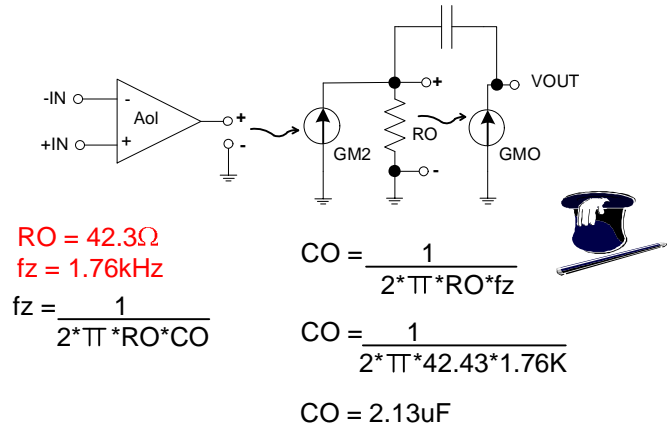 -IN
+IN
-
+
Aol
+
-
GM2
+
RO
-
GMO
VOUT
RO = 42.3Ω
fz = 1.76kHz
fz = 1
2*π*RO*CO
CO = 1
2*π*RO*fz
CO = 1
2*π*42.43*1.76K
CO = 2.13uF